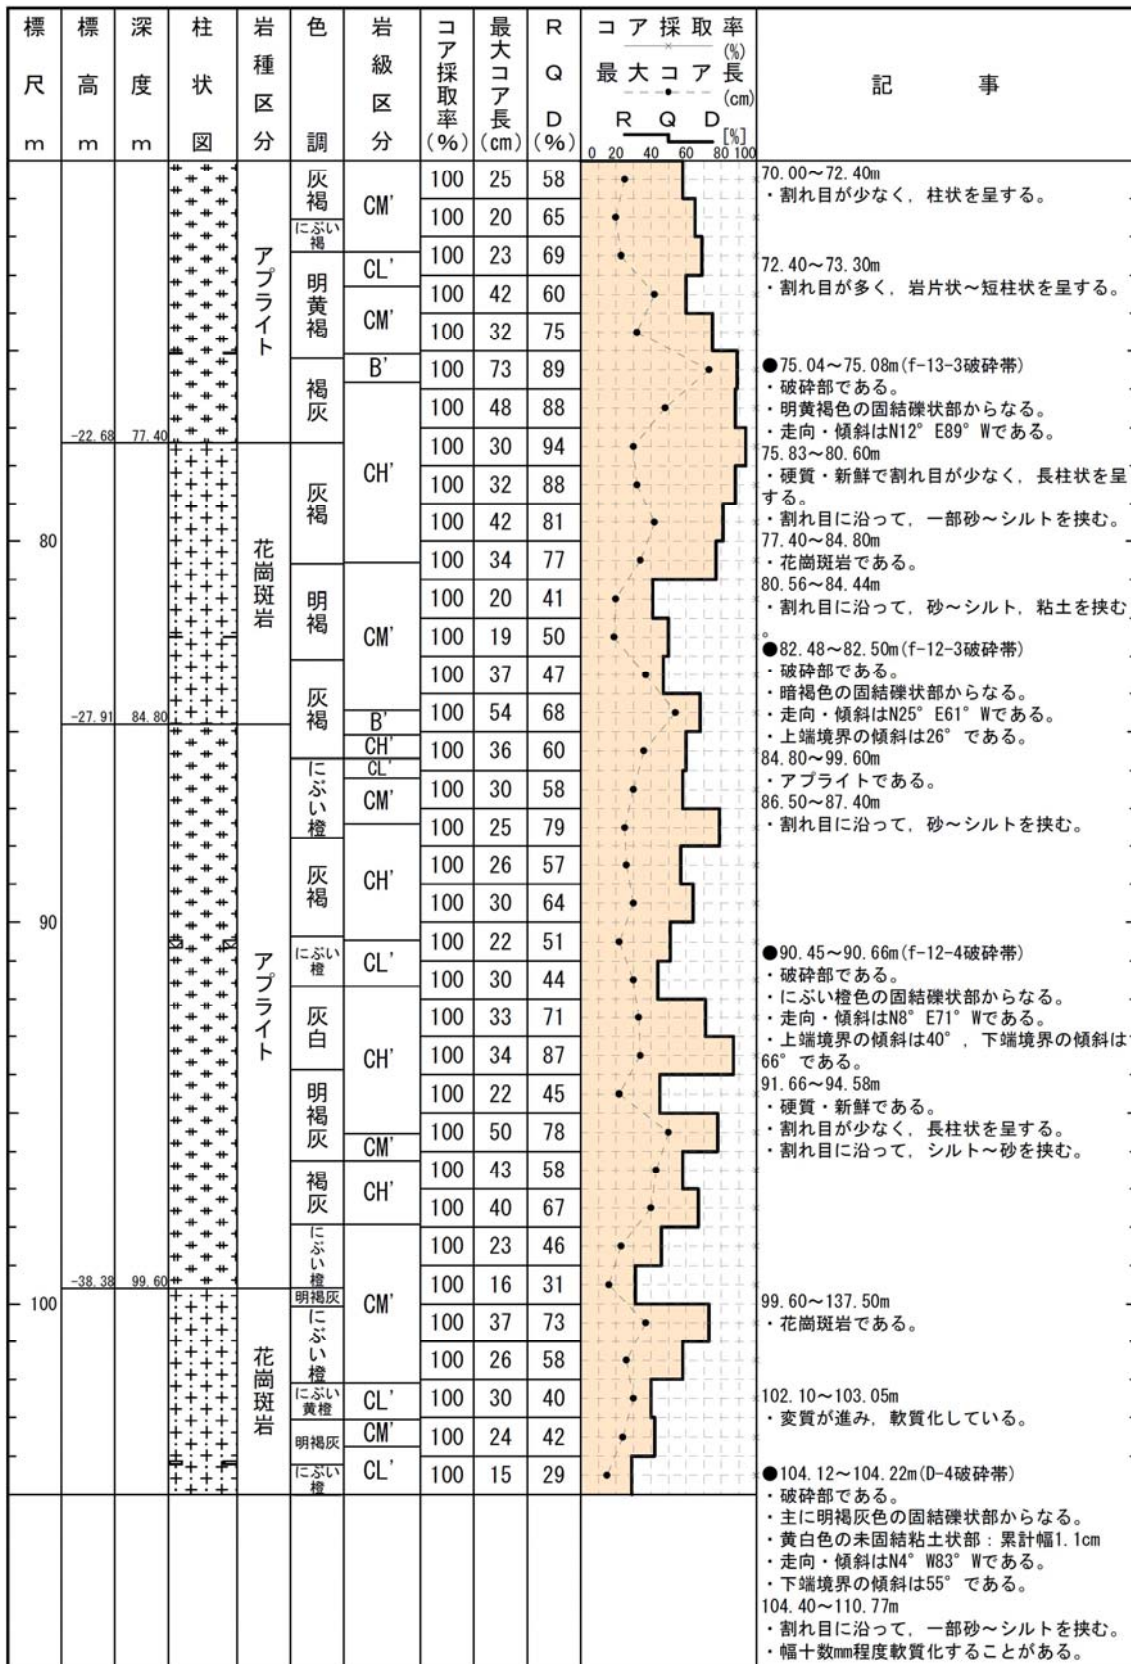 標尺m
標高m
深度m
柱状図
岩種区分
色調
岩級区分
コア採取率(%)
最大コア長(cm)
RQD(%)
コア採取率(%)
最大コア長(cm)
RQD[%]
0 20 40 60 80 100
記事
80
90
100
-22.68 77.40
-27.91 84.80
-38.38 99.60
アプライト
花崗斑岩
アプライト
花崗斑岩
灰褐
にぶい褐
明黄褐
褐灰
灰褐
明褐
灰褐
にぶい橙
灰褐
にぶい橙
灰白
明褐灰
褐灰
にぶい橙
明褐灰
にぶい橙
にぶい黄橙
明褐灰
にぶい橙
CM'
CL'
CM'
B'
CH'
CM'
B'
CH'
CL'
CM'
CH'
CL'
CH'
CM'
CH'
CM'
CL'
CM'
CL'
100 25 58
100 20 65
100 23 69
100 42 60
100 32 75
100 73 89
100 48 88
100 30 94
100 32 88
100 42 81
100 34 77
100 20 41
100 19 50
100 37 47
100 54 68
100 36 60
100 30 58
100 25 79
100 26 57
100 30 64
100 22 51
100 30 44
100 33 71
100 34 87
100 22 45
100 50 78
100 43 58
100 40 67
100 23 46
100 16 31
100 37 73
100 26 58
100 30 40
100 24 42
100 15 29
70.00～72.40m
・割れ目が少なく，柱状を呈する。
72.40～73.30m
・割れ目が多く，岩片状～短柱状を呈する。
●75.04～75.08m(f-13-3破砕帯)
・破砕部である。
・明黄褐色の固結礫状部からなる。
・走向・傾斜はN12°E89°Wである。
75.83～80.60m
・硬質・新鮮で割れ目が少なく，長柱状を呈
する。
・割れ目に沿って，一部砂～シルトを挟む。
77.40～84.80m
・花崗斑岩である。
80.56～84.44m
・割れ目に沿って，砂～シルト，粘土を挟む
。
●82.48～82.50m(f-12-3破砕帯)
・破砕部である。
・暗褐色の固結礫状部からなる。
・走向・傾斜はN25°E61°Wである。
・上端境界の傾斜は26°である。
84.80～99.60m
・アプライトである。
86.50～87.40m
・割れ目に沿って，砂～シルトを挟む。
●90.45～90.66m(f-12-4破砕帯)
・破砕部である。
・にぶい橙色の固結礫状部からなる。
・走向・傾斜はN8°E71°Wである。
・上端境界の傾斜は40°，下端境界の傾斜は
66°である。
91.66～94.58m
・硬質・新鮮である。
・割れ目が少なく，長柱状を呈する。
・割れ目に沿って，シルト～砂を挟む。
99.60～137.50m
・花崗斑岩である。
102.10～103.05m
・変質が進み，軟質化している。
●104.12～104.22m(D-4破砕帯)
・破砕部である。
・主に明褐灰色の固結礫状部からなる。
・黄白色の未固結粘土状部：累計幅1.1cm
・走向・傾斜はN4°W83°Wである。
・下端境界の傾斜は55°である。
104.40～110.77m
・割れ目に沿って，一部砂～シルトを挟む。
・幅十数mm程度軟質化することがある。